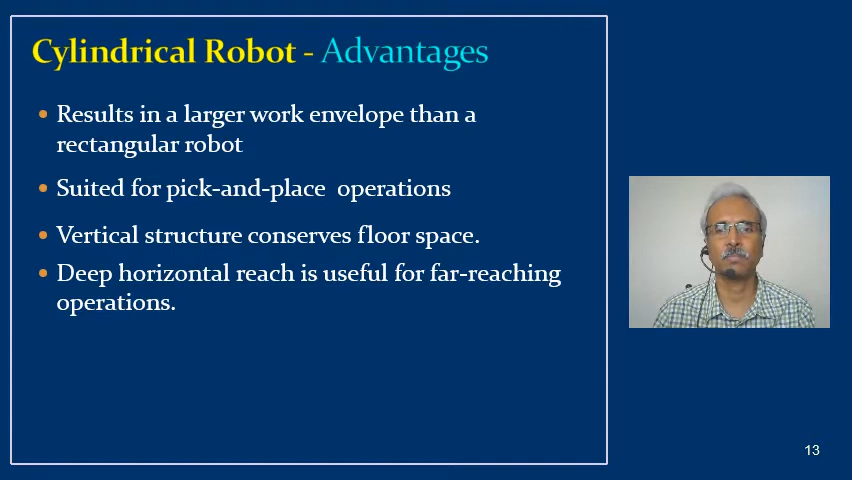 Cylindrical Robot - Advantages
• Results in a larger work envelope than a
rectangular robot
• Suited for pick-and-place operations
• Vertical structure conserves floor space.
• Deep horizontal reach is useful for far-reaching
operations.
13